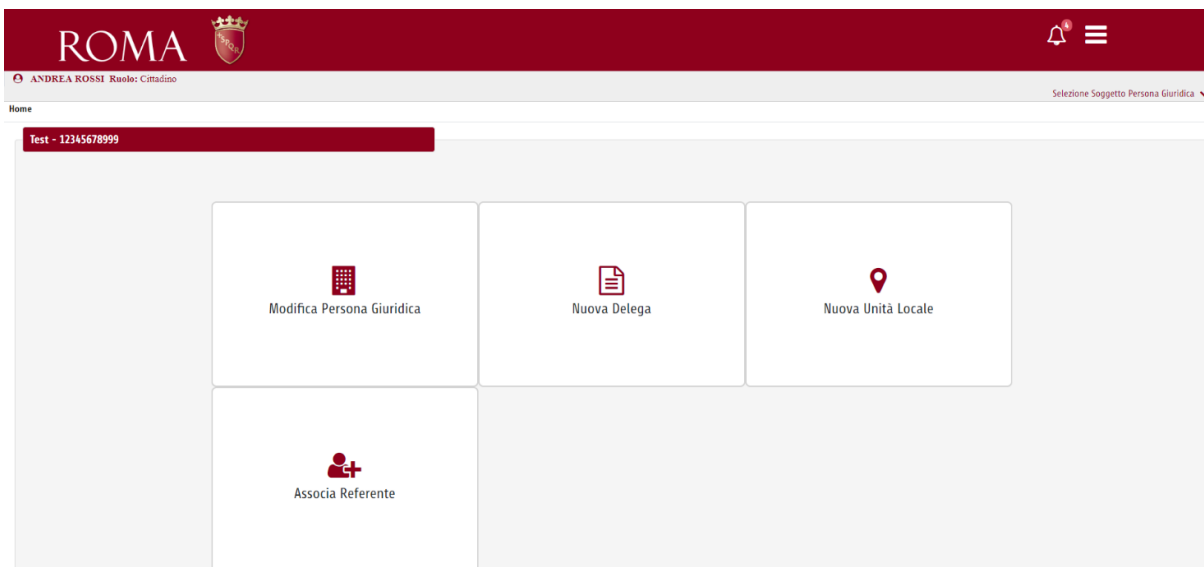 ROMA
S.P.Q.R.
4
ANDREA ROSSI Ruolo: Cittadino
Selezione Soggetto Persona Giuridica
Home
Test - 12345678999
Modifica Persona Giuridica
Nuova Delega
Nuova Unità Locale
Associa Referente